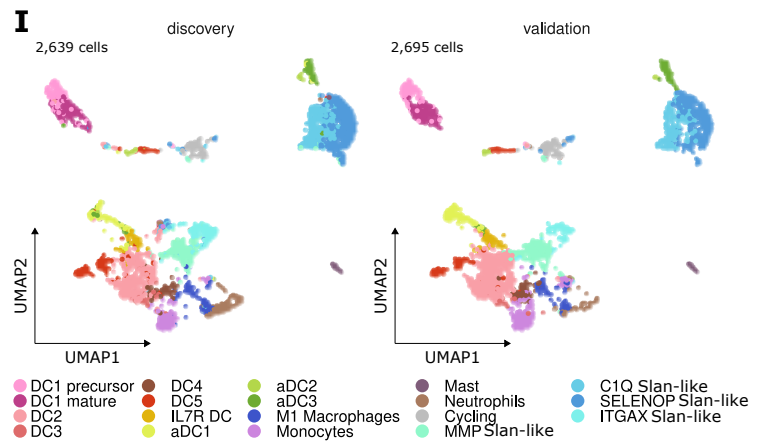 I
discovery
validation
2,639 cells
2,695 cells
UMAP2
UMAP1
UMAP2
UMAP1
DC1 precursor
DC1 mature
DC2
DC3
DC4
DC5
IL7R DC
aDC1
aDC2
aDC3
M1 Macrophages
Monocytes
Mast
Neutrophils
Cycling
MMP Slan-like
C1Q Slan-like
SELENOP Slan-like
ITGAX Slan-like